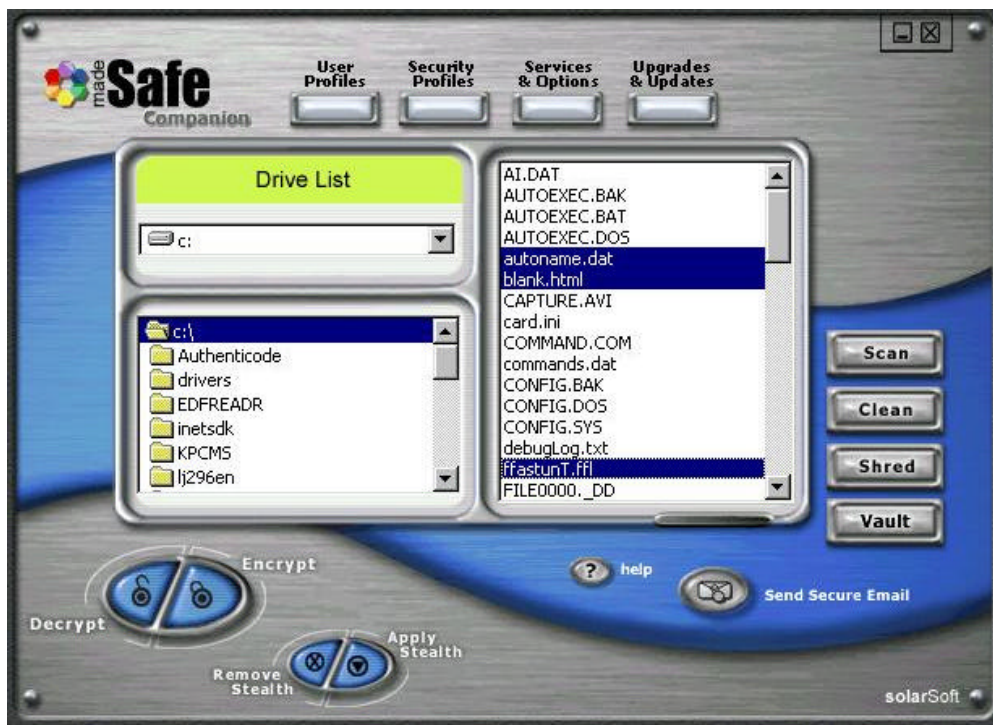 made Safe
Companion
User Profiles
Security Profiles
Services & Options
Upgrades & Updates
Drive List
c:
c:\
Authenticode
drivers
EDFREADR
inetsdk
KPCMS
lj296en
AI.DAT
AUTOEXEC.BAK
AUTOEXEC.BAT
AUTOEXEC.DOS
autoname.dat
blank.html
CAPTURE.AVI
card.ini
COMMAND.COM
commands.dat
CONFIG.BAK
CONFIG.DOS
CONFIG.SYS
debugLog.txt
ffastunT.ffl
FILE0000._DD
Scan
Clean
Shred
Vault
Encrypt
Decrypt
? help
Send Secure Email
Apply Stealth
Remove Stealth
solarSoft